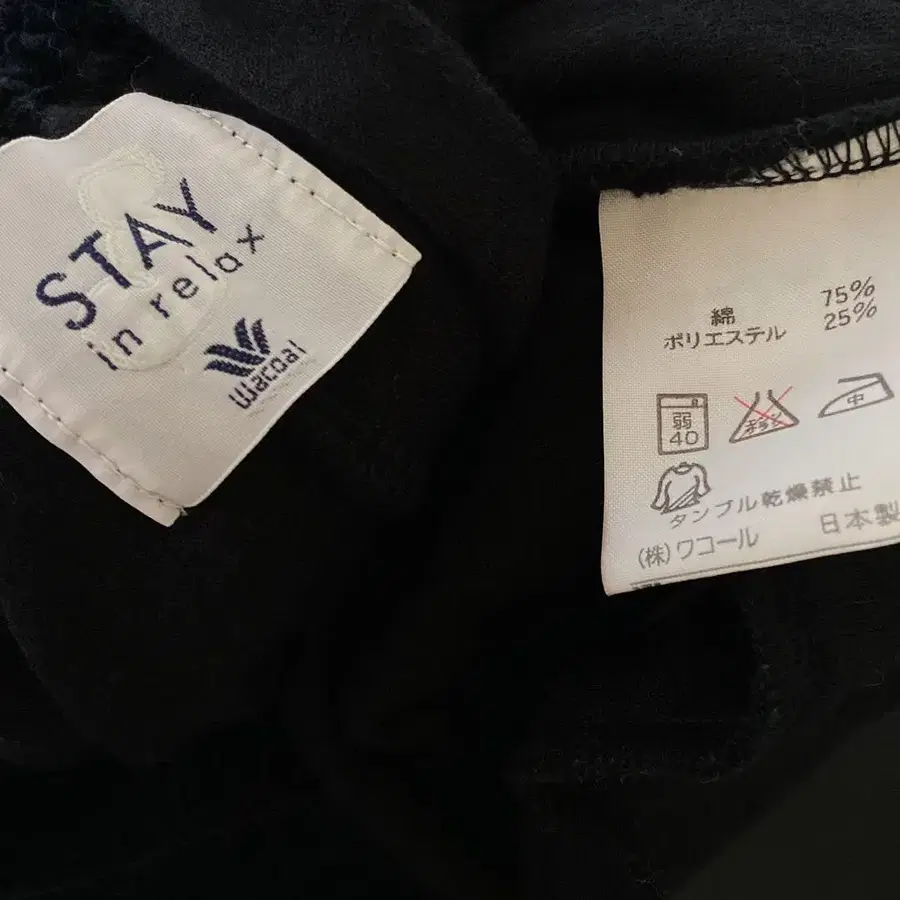 STAY
in relax
Wacoal
綿 75%
ポリエステル 25%
弱
40
中
タンブル乾燥禁止
(株)ワコール 日本製